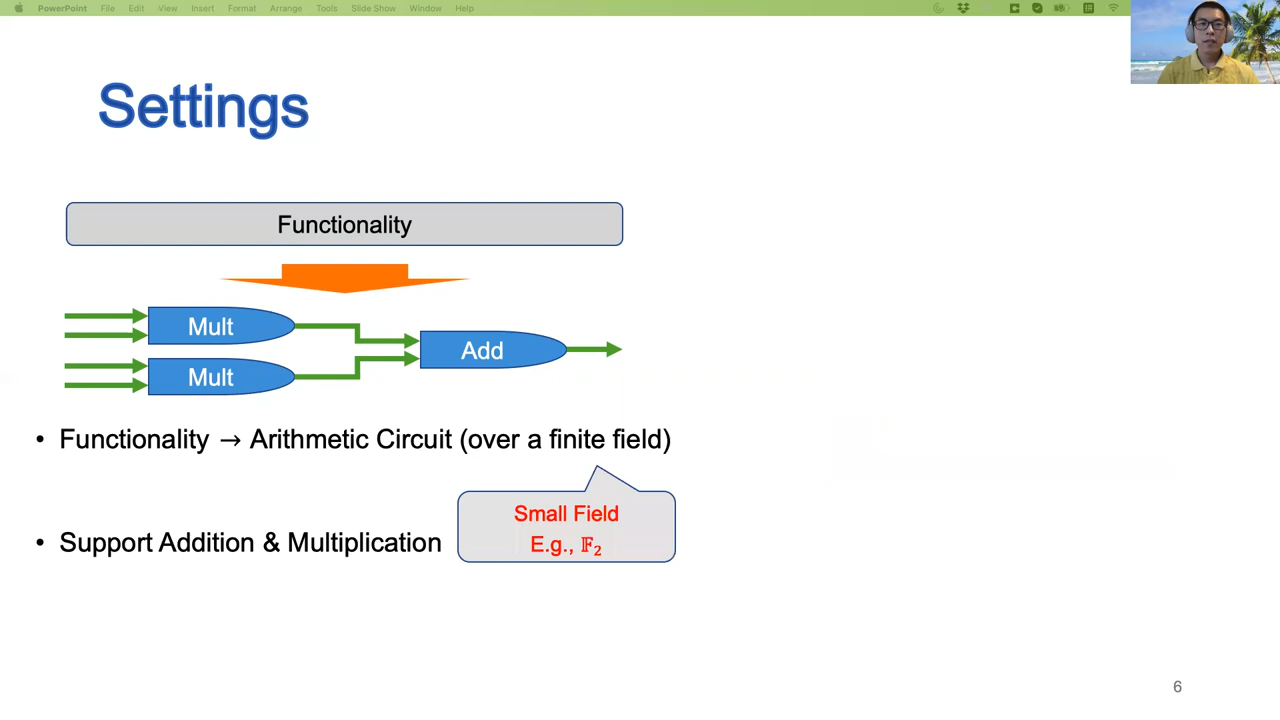 PowerPoint File Edit View Insert Format Arrange Tools Slide Show Window Help
Settings
Functionality
Mult
Mult
Add
• Functionality → Arithmetic Circuit (over a finite field)
Small Field
E.g., 𝔽₂
• Support Addition & Multiplication
6